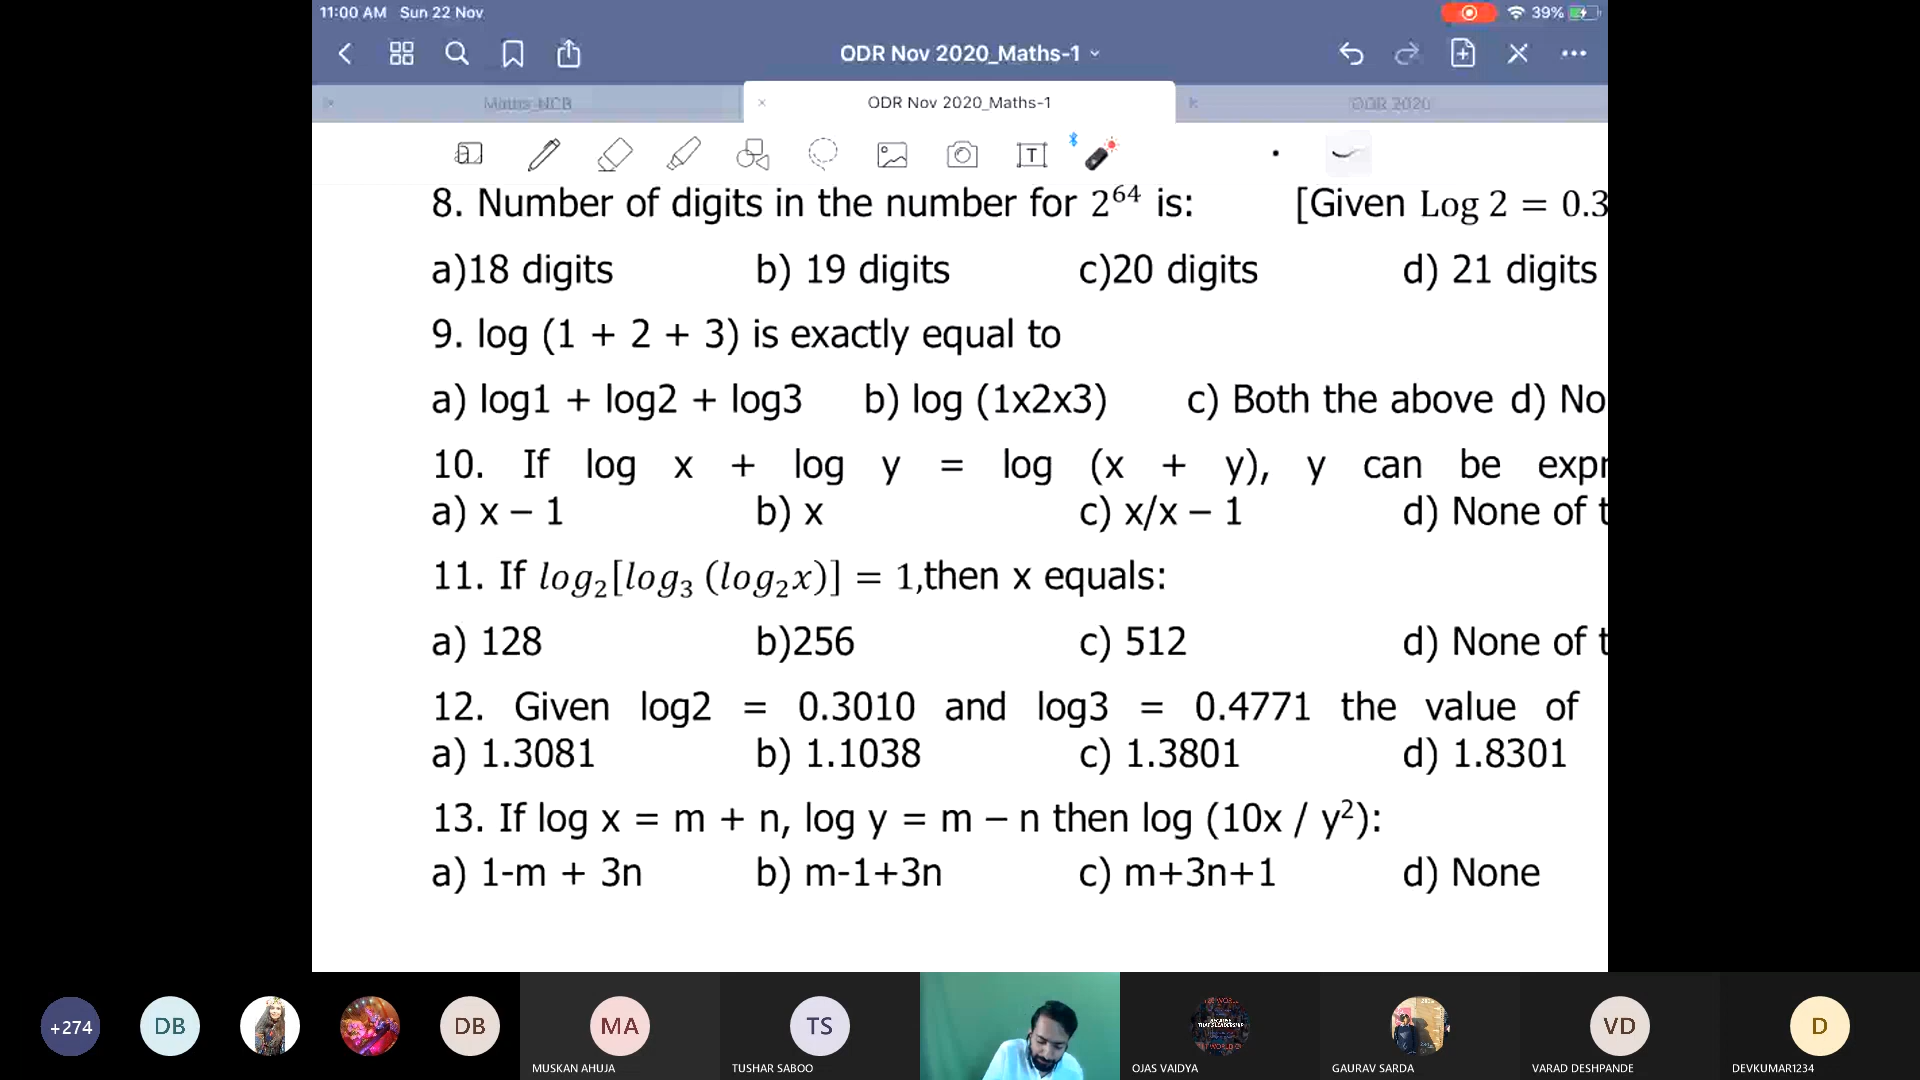 11:00 AM Sun 22 Nov
39%
ODR Nov 2020_Maths-1
Maths_NCB
ODR Nov 2020_Maths-1
ODR 2020
8. Number of digits in the number for 2⁶⁴ is: [Given Log 2 = 0.3
a)18 digits b) 19 digits c)20 digits d) 21 digits
9. log (1 + 2 + 3) is exactly equal to
a) log1 + log2 + log3 b) log (1x2x3) c) Both the above d) No
10. If log x + log y = log (x + y), y can be expr
a) x – 1 b) x c) x/x – 1 d) None of t
11. If log₂[log₃ (log₂x)] = 1,then x equals:
a) 128 b)256 c) 512 d) None of t
12. Given log2 = 0.3010 and log3 = 0.4771 the value of
a) 1.3081 b) 1.1038 c) 1.3801 d) 1.8301
13. If log x = m + n, log y = m – n then log (10x / y²):
a) 1-m + 3n b) m-1+3n c) m+3n+1 d) None
+274 DB DB MA TS VD D
MUSKAN AHUJA TUSHAR SABOO OJAS VAIDYA GAURAV SARDA VARAD DESHPANDE DEVKUMAR1234